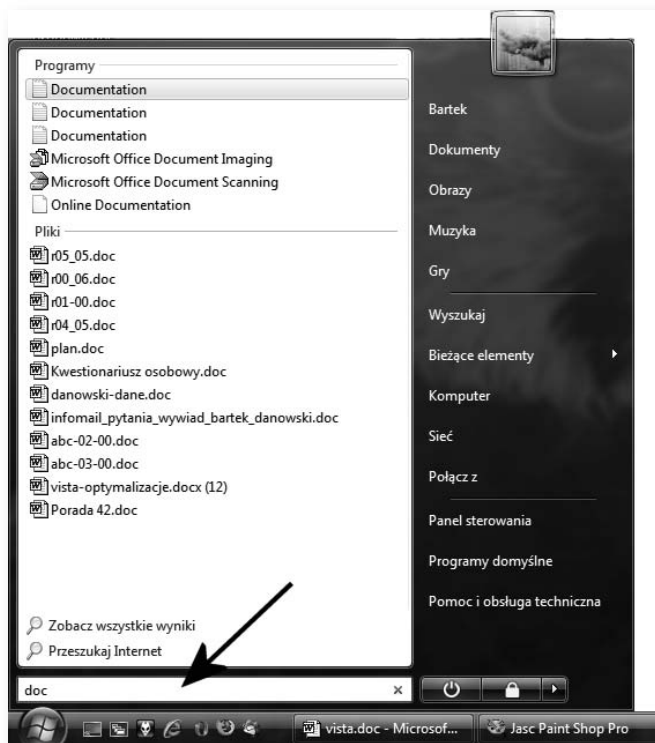 Programy
Documentation
Documentation
Documentation
Microsoft Office Document Imaging
Microsoft Office Document Scanning
Online Documentation
Pliki
r05_05.doc
r00_06.doc
r01-00.doc
r04_05.doc
plan.doc
Kwestionariusz osobowy.doc
danowski-dane.doc
infomail_pytania_wywiad_bartek_danowski.doc
abc-02-00.doc
abc-03-00.doc
vista-optymalizacje.docx (12)
Porada 42.doc
Zobacz wszystkie wyniki
Przeszukaj Internet
doc
Bartek
Dokumenty
Obrazy
Muzyka
Gry
Wyszukaj
Bieżące elementy
Komputer
Sieć
Połącz z
Panel sterowania
Programy domyślne
Pomoc i obsługa techniczna
vista.doc - Microsof...
Jasc Paint Shop Pro